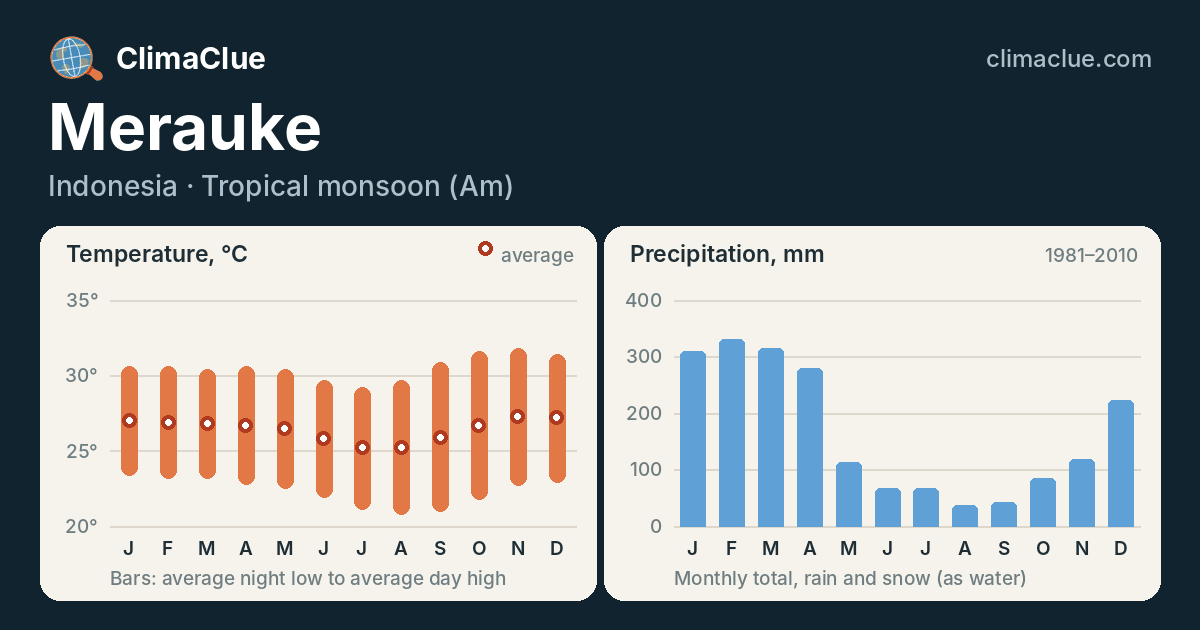 ClimaClue
climaclue.com
Merauke
Indonesia · Tropical monsoon (Am)
Temperature, °C
average
35°
30°
25°
20°
J F M A M J J A S O N D
Bars: average night low to average day high
Precipitation, mm
1981–2010
400
300
200
100
0
J F M A M J J A S O N D
Monthly total, rain and snow (as water)